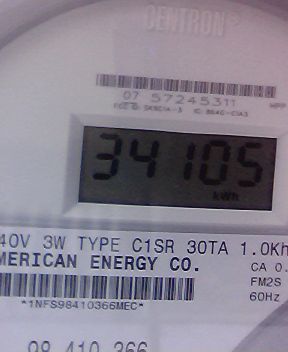 CENTRON®
07 57245311
MPP
34105
kWh
40V 3W TYPE C1SR 30TA 1.0Kh
MERICAN ENERGY CO.
CA 0.
FM2S
60Hz
*1NFS98410366MEC*
98 410 366